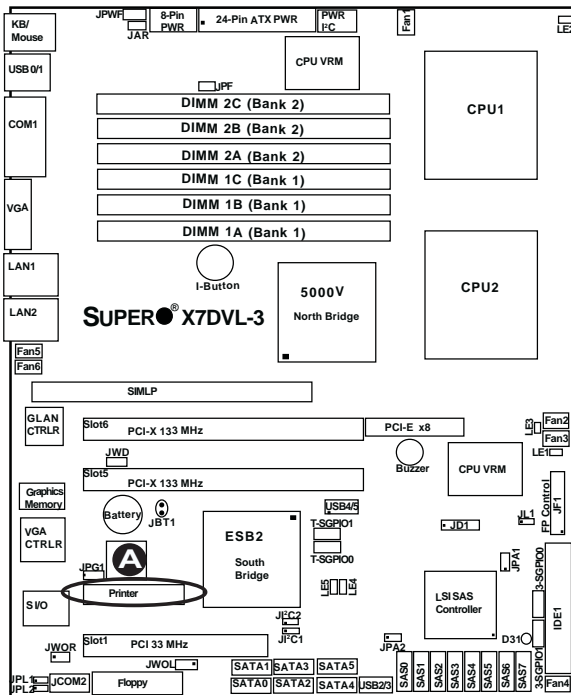 KB/
Mouse
JPWF
JAR
8-Pin
PWR
24-Pin ATX PWR
PWR
I²C
Fan1
LE2
USB0/1
CPU VRM
JPF
COM1
DIMM 2C (Bank 2)
DIMM 2B (Bank 2)
DIMM 2A (Bank 2)
DIMM 1C (Bank 1)
DIMM 1B (Bank 1)
DIMM 1A (Bank 1)
CPU1
VGA
I-Button
LAN1
LAN2
SUPER® X7DVL-3
5000V
North Bridge
CPU2
Fan5
Fan6
SIMLP
GLAN
CTRLR
Slot6
PCI-X 133 MHz
PCI-E x8
LE3
Fan2
Fan3
LE1
JWD
Buzzer
CPU VRM
Slot5
PCI-X 133 MHz
Graphics
Memory
Battery
JBT1
USB4/5
FP Control
JF1
JL1
JD1
ESB2
South
Bridge
T-SGPIO1
T-SGPIO0
VGA
CTRLR
A
JPG1
Printer
JPA1
3-SGPIO0
LE5
LE4
S I/O
LSI SAS
Controller
IDE1
JI²C2
JI²C1
D31
Slot1
PCI 33 MHz
JPA2
3-SGPIO1
JWOR
JWOL
JPL1
JPL2
JCOM2
Floppy
SATA1
SATA3
SATA5
SATA0
SATA2
SATA4
USB2/3
SAS0
SAS1
SAS2
SAS3
SAS4
SAS5
SAS6
SAS7
Fan4